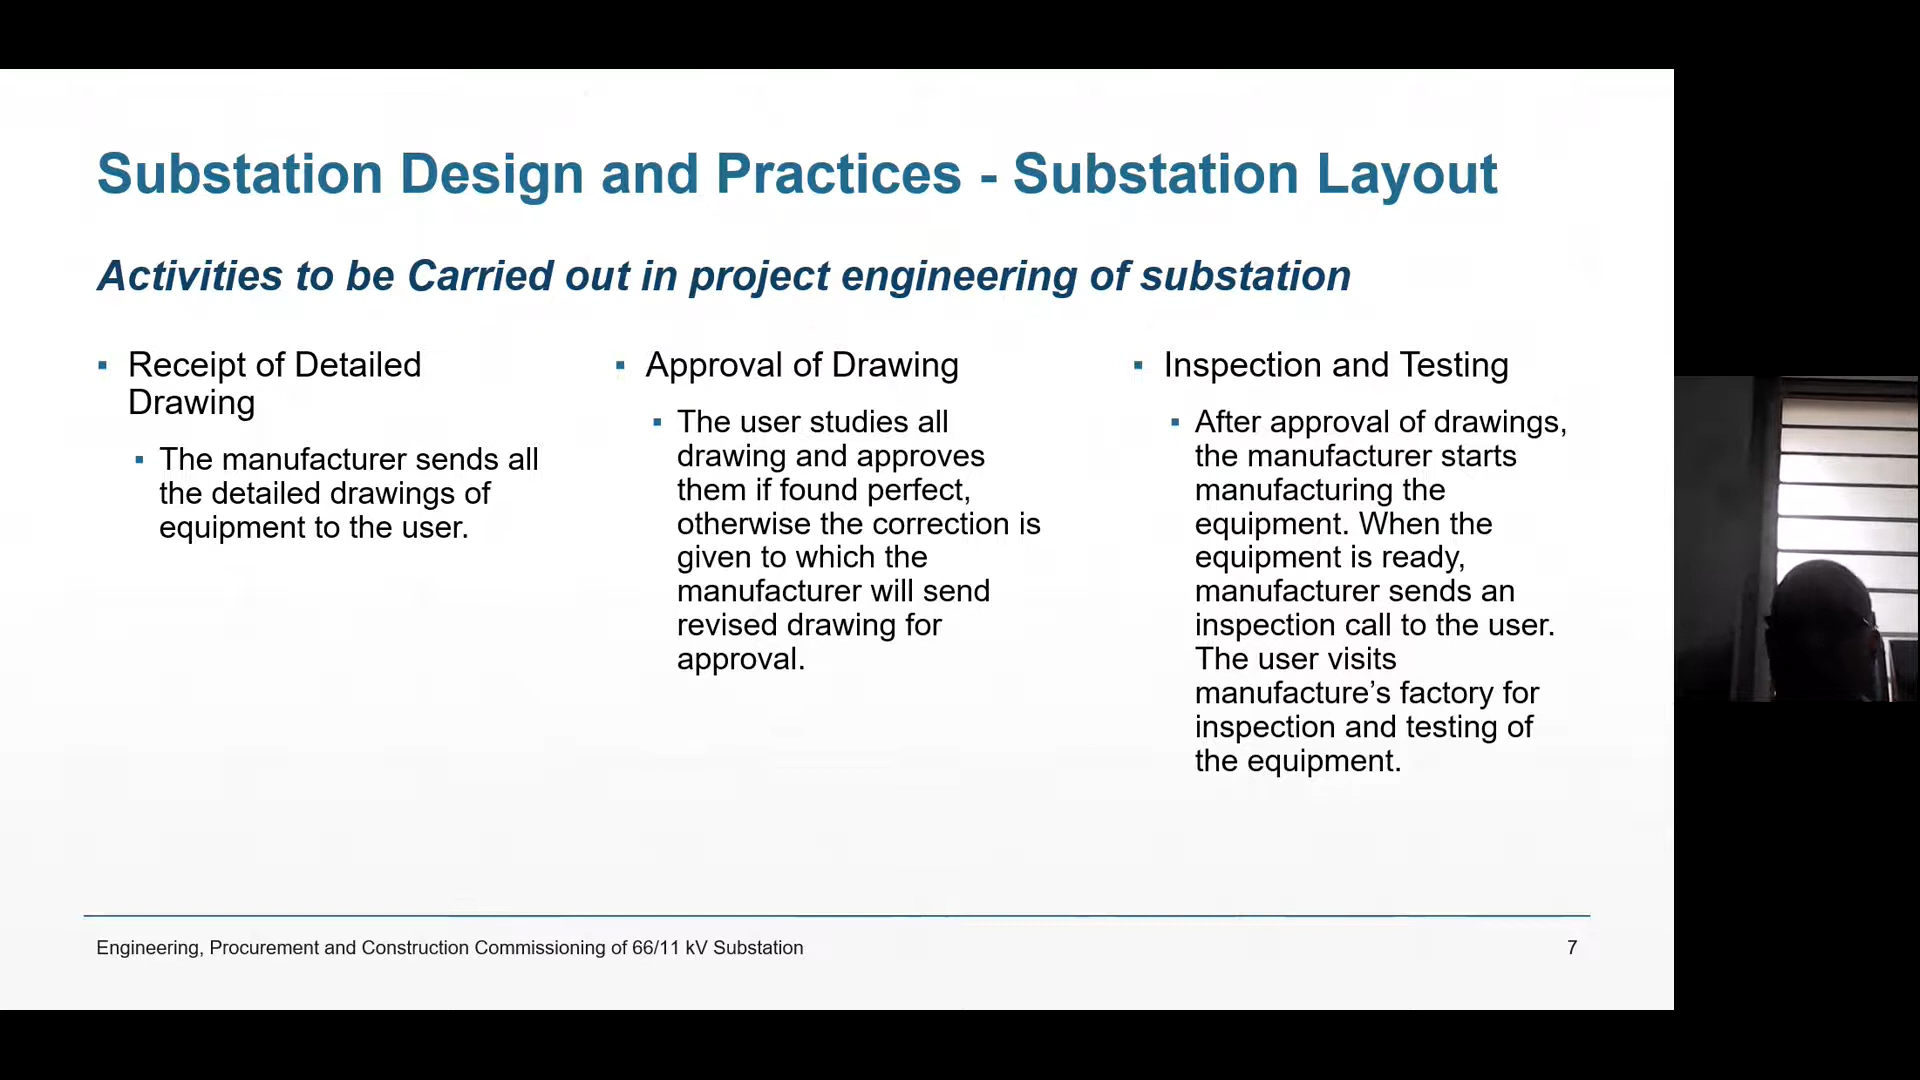 Substation Design and Practices - Substation Layout
Activities to be Carried out in project engineering of substation
▪ Receipt of Detailed
Drawing
▪ The manufacturer sends all
the detailed drawings of
equipment to the user.
▪ Approval of Drawing
▪ The user studies all
drawing and approves
them if found perfect,
otherwise the correction is
given to which the
manufacturer will send
revised drawing for
approval.
▪ Inspection and Testing
▪ After approval of drawings,
the manufacturer starts
manufacturing the
equipment. When the
equipment is ready,
manufacturer sends an
inspection call to the user.
The user visits
manufacture’s factory for
inspection and testing of
the equipment.
Engineering, Procurement and Construction Commissioning of 66/11 kV Substation
7